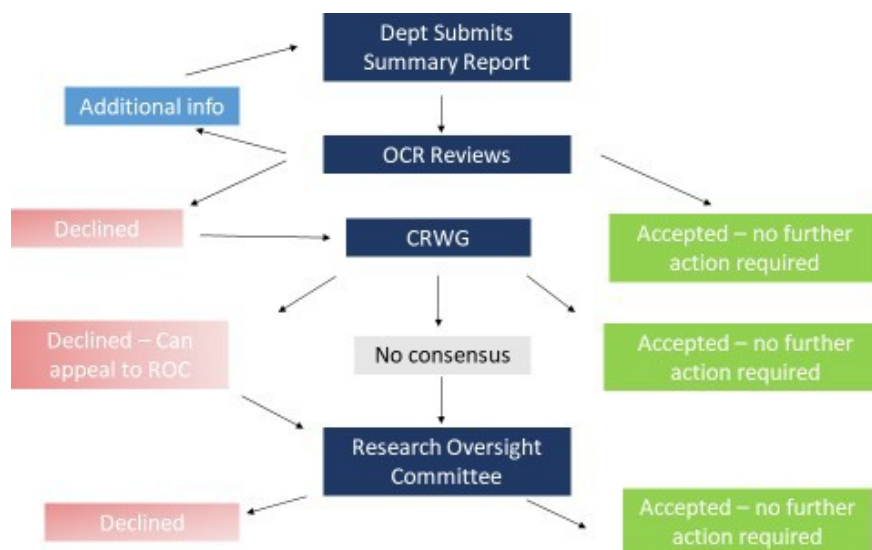 Dept Submits
Summary Report
Additional info
OCR Reviews
Declined
CRWG
Accepted – no further
action required
Declined – Can
appeal to ROC
No consensus
Accepted – no further
action required
Research Oversight
Committee
Declined
Accepted – no further
action required